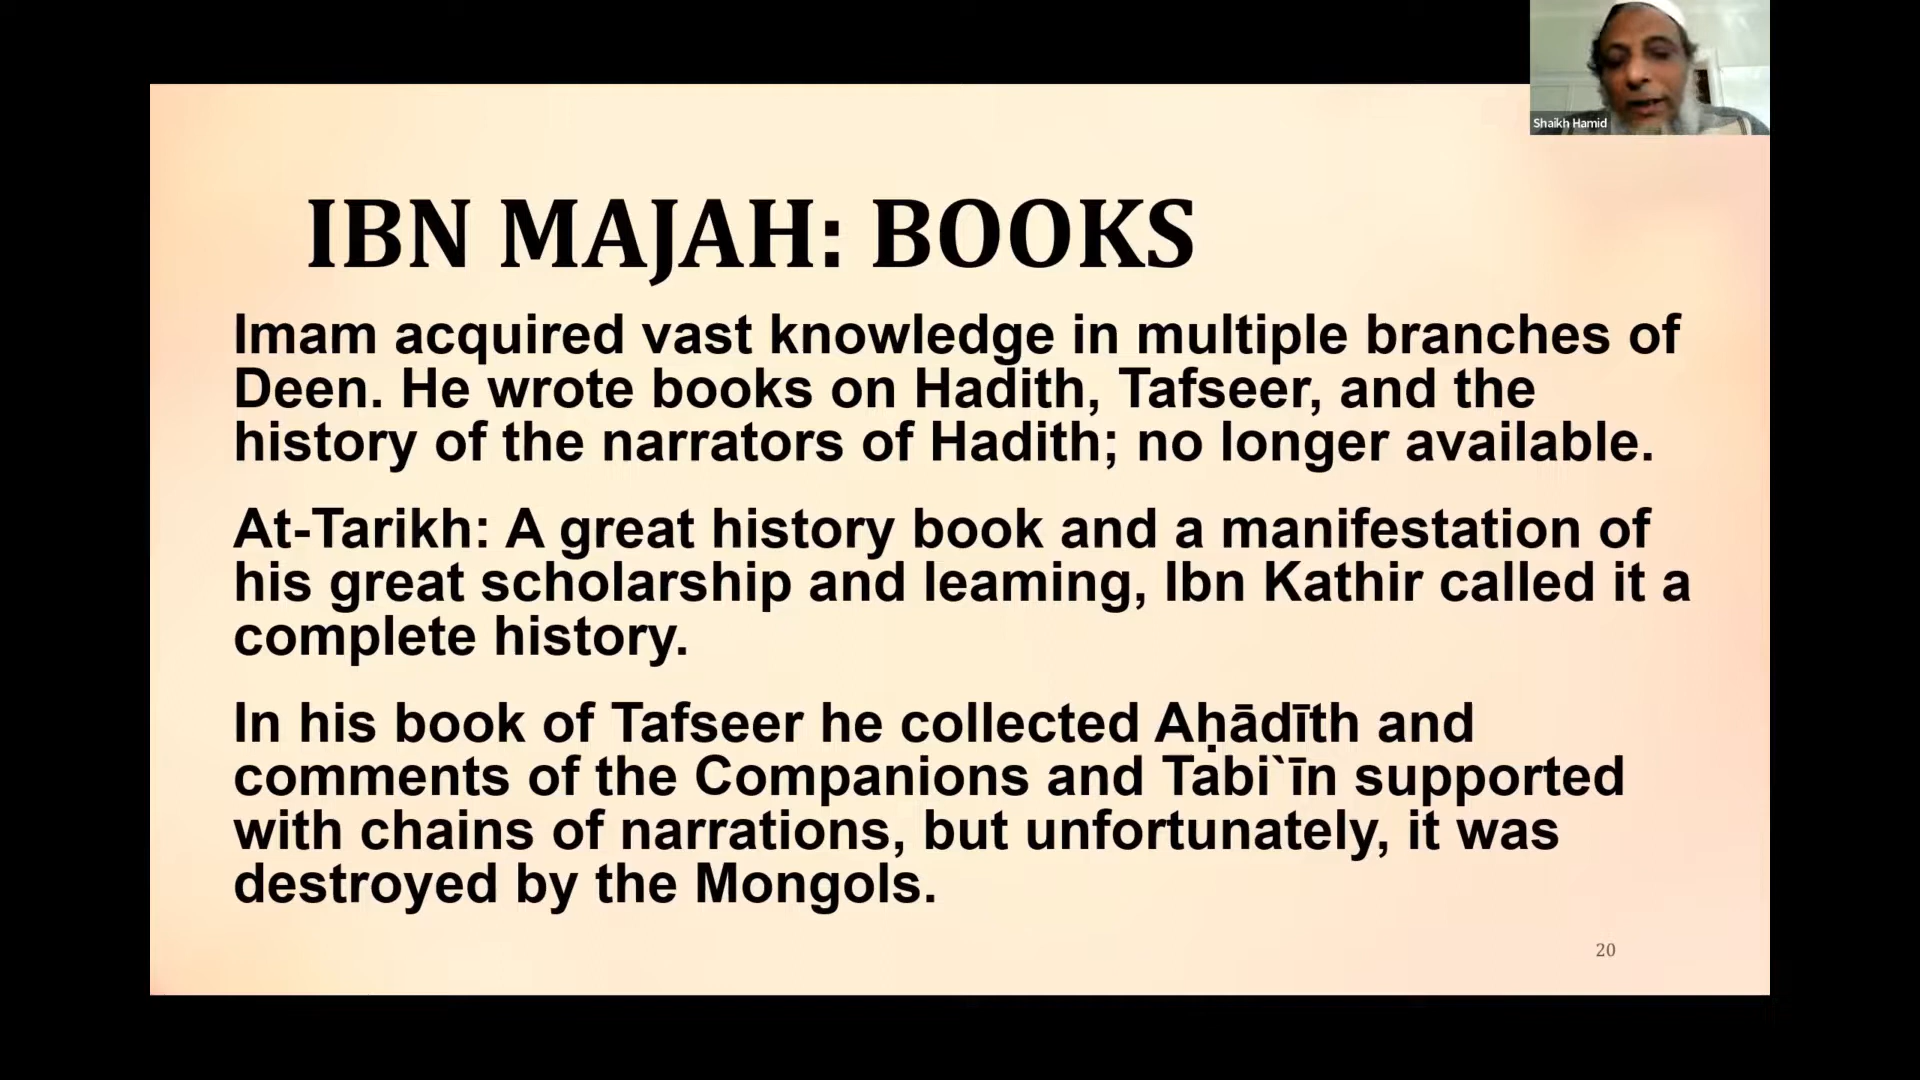 Shaikh Hamid
IBN MAJAH: BOOKS
Imam acquired vast knowledge in multiple branches of
Deen. He wrote books on Hadith, Tafseer, and the
history of the narrators of Hadith; no longer available.
At-Tarikh: A great history book and a manifestation of
his great scholarship and leaming, Ibn Kathir called it a
complete history.
In his book of Tafseer he collected Aḥādīth and
comments of the Companions and Tabi`īn supported
with chains of narrations, but unfortunately, it was
destroyed by the Mongols.
20